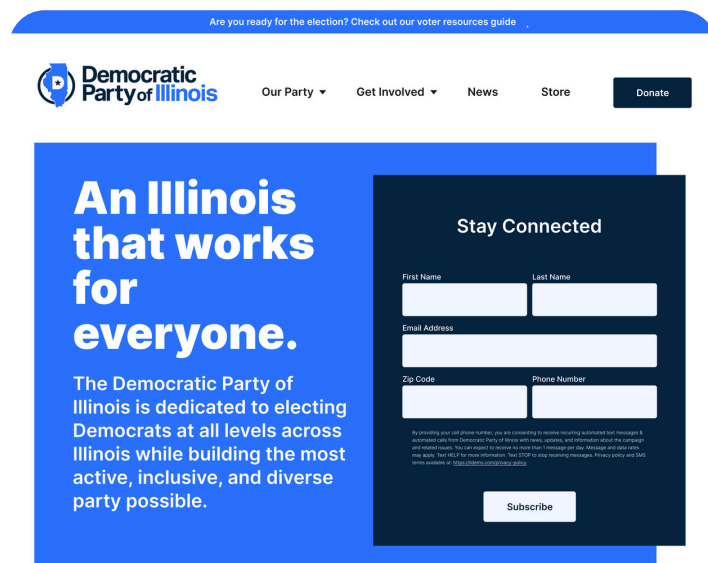 Are you ready for the election? Check out our voter resources guide
Democratic
Party of Illinois
Our Party ▼ Get Involved ▼ News Store Donate
An Illinois
that works
for
everyone.
The Democratic Party of
Illinois is dedicated to electing
Democrats at all levels across
Illinois while building the most
active, inclusive, and diverse
party possible.
Stay Connected
First Name Last Name
Email Address
Zip Code Phone Number
By providing your cell phone number, you are consenting to receive recurring automated text messages &
automated calls from Democratic Party of Illinois with news, updates, and information about the campaign
and related issues. You can expect to receive no more than 1 message per day. Message and data rates
may apply. Text HELP for more information. Text STOP to stop receiving messages. Privacy policy and SMS
terms available at: https://ildems.com/privacy-policy.
Subscribe